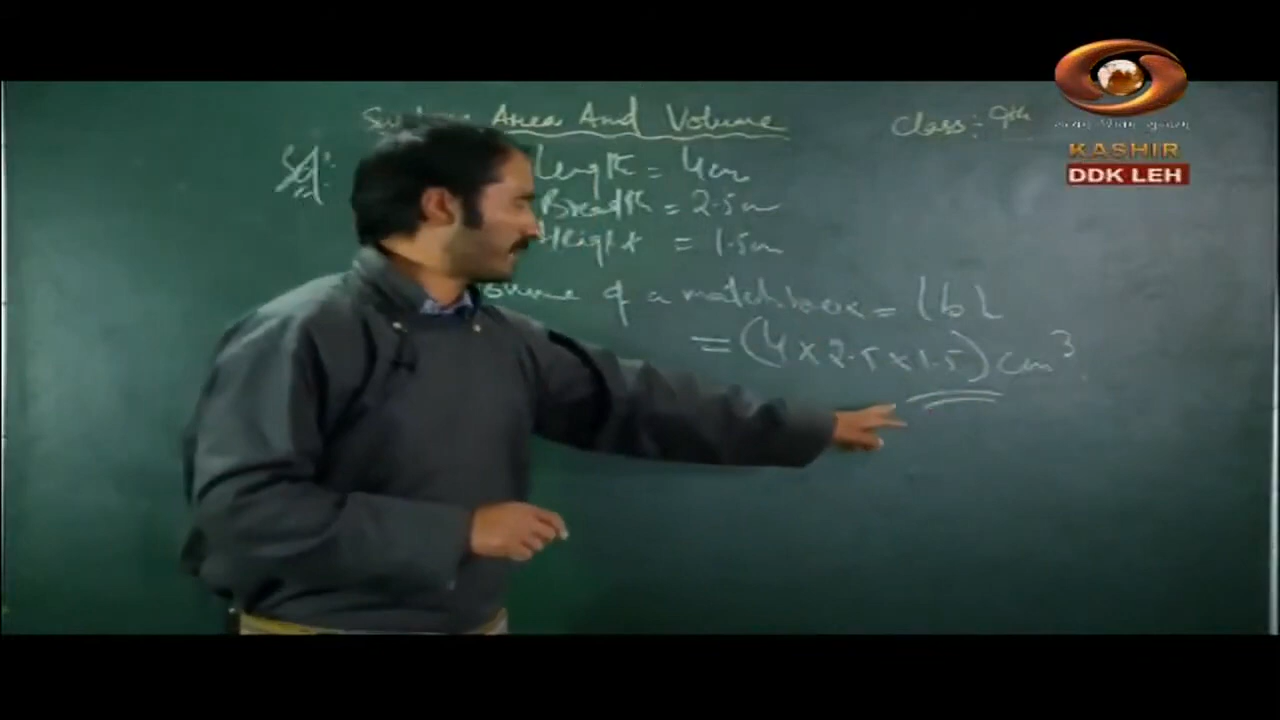 Area And Volume
Class:- 9th
Sol:
Length = 4cm
Breadth = 2.5cm
Height = 1.5cm
of a matchbox = lbh
= (4×2.5×1.5) cm³
KASHIR
DDK LEH